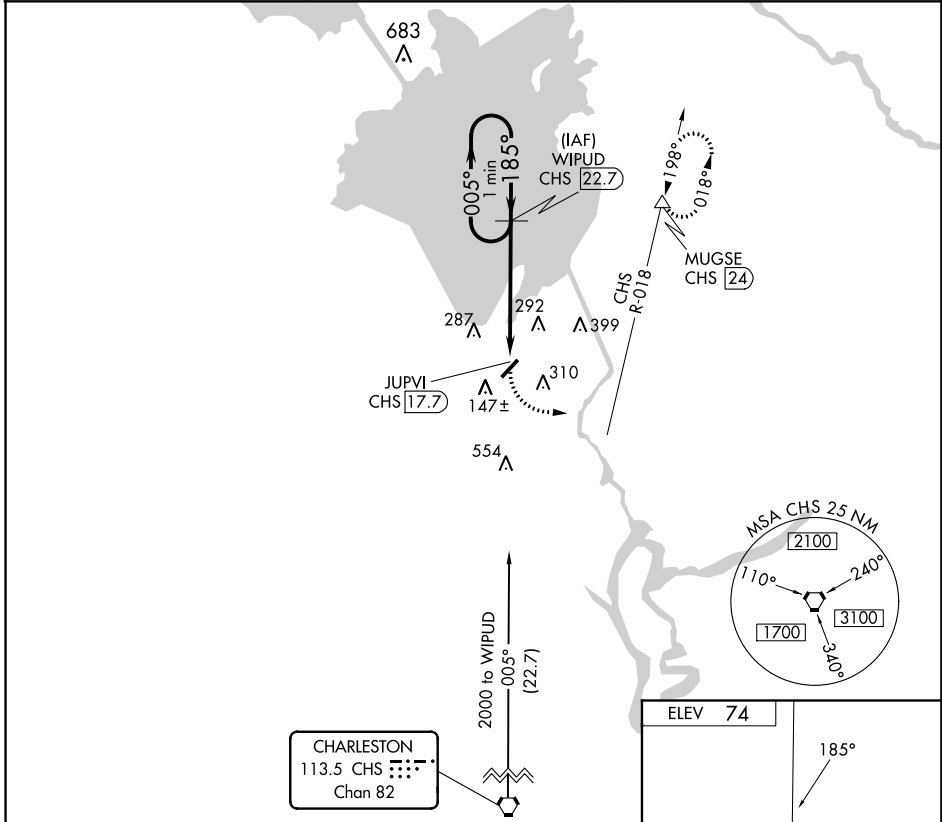 683
(IAF)
WIPUD
CHS 22.7
005°
1 min
185°
198°
018°
MUGSE
CHS 24
CHS
R-018
287
292
399
JUPVI
CHS 17.7
310
147±
554
MSA CHS 25 NM
2100
110°
240°
1700
3100
340°
2000 to WIPUD
005°
(22.7)
ELEV 74
185°
CHARLESTON
113.5 CHS
Chan 82